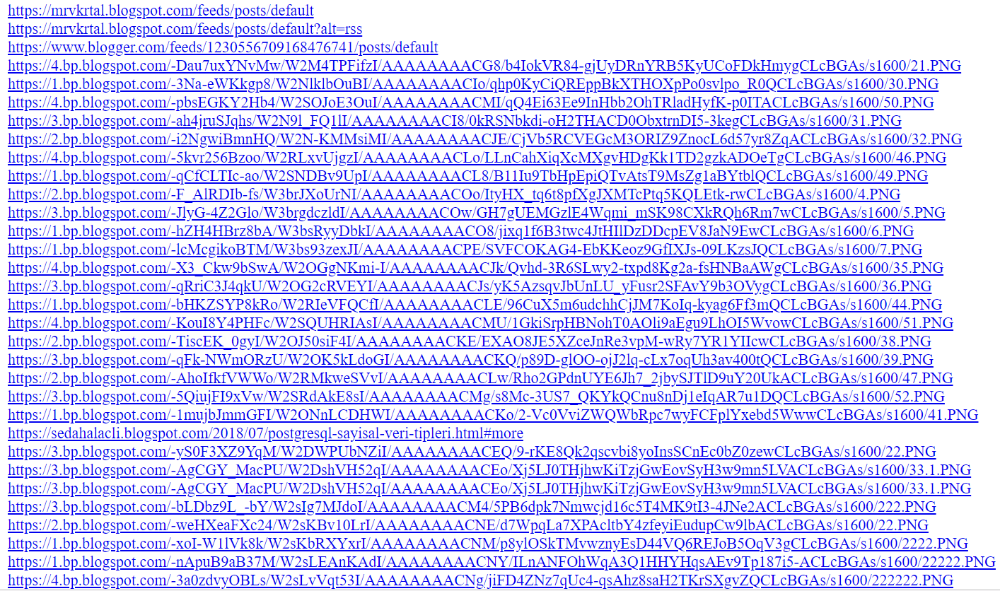 https://mrvkrtal.blogspot.com/feeds/posts/default
https://mrvkrtal.blogspot.com/feeds/posts/default?alt=rss
https://www.blogger.com/feeds/1230556709168476741/posts/default
https://4.bp.blogspot.com/-Dau7uxYNvMw/W2M4TPFifzI/AAAAAAAACG8/b4IokVR84-gjUyDRnYRB5KyUCoFDkHmygCLcBGAs/s1600/21.PNG
https://1.bp.blogspot.com/-3Na-eWKkgp8/W2NlklbOuBI/AAAAAAAACIo/qhp0KyCiQREppBkXTHOXpPo0svlpo_R0QCLcBGAs/s1600/30.PNG
https://4.bp.blogspot.com/-pbsEGKY2Hb4/W2SOJoE3OuI/AAAAAAAACMI/qQ4Ei63Ee9InHbb2OhTRladHyfK-p0ITACLcBGAs/s1600/50.PNG
https://3.bp.blogspot.com/-ah4jruSJqhs/W2N9l_FQ1lI/AAAAAAAACI8/0kRSNbkdi-oH2THACD0ObxtrnDI5-3kegCLcBGAs/s1600/31.PNG
https://2.bp.blogspot.com/-i2NgwiBmnHQ/W2N-KMMsiMI/AAAAAAAACJE/CjVb5RCVEGcM3ORIZ9ZnocL6d57yr8ZqACLcBGAs/s1600/32.PNG
https://4.bp.blogspot.com/-5kvr256Bzoo/W2RLxvUjgzI/AAAAAAAACLo/LLnCahXiqXcMXgvHDgKk1TD2gzkADOeTgCLcBGAs/s1600/46.PNG
https://1.bp.blogspot.com/-qCfCLTIc-ao/W2SNDBv9UpI/AAAAAAAACL8/B11Iu9TbHpEpiQTvAtsT9MsZg1aBYtblQCLcBGAs/s1600/49.PNG
https://2.bp.blogspot.com/-F_AlRDIb-fs/W3brJXoUrNI/AAAAAAAACOo/ItyHX_tq6t8pfXgJXMTcPtq5KQLEtk-rwCLcBGAs/s1600/4.PNG
https://3.bp.blogspot.com/-JlyG-4Z2Glo/W3brgdczldI/AAAAAAAACOw/GH7gUEMGzlE4Wqmi_mSK98CXkRQh6Rm7wCLcBGAs/s1600/5.PNG
https://1.bp.blogspot.com/-hZH4HBrz8bA/W3bsRyyDbkI/AAAAAAAACO8/jixq1f6B3twc4JtHIlDzDDcpEV8JaN9EwCLcBGAs/s1600/6.PNG
https://1.bp.blogspot.com/-lcMcgikoBTM/W3bs93zexJI/AAAAAAAACPE/SVFCOKAG4-EbKKeoz9GfIXJs-09LKzsJQCLcBGAs/s1600/7.PNG
https://4.bp.blogspot.com/-X3_Ckw9bSwA/W2OGgNKmi-I/AAAAAAAACJk/Qvhd-3R6SLwy2-txpd8Kg2a-fsHNBaAWgCLcBGAs/s1600/35.PNG
https://3.bp.blogspot.com/-qRriC3J4qkU/W2OG2cRVEYI/AAAAAAAACJs/yK5AzsqvJbUnLU_yFusr2SFAvY9b3OVygCLcBGAs/s1600/36.PNG
https://1.bp.blogspot.com/-bHKZSYP8kRo/W2RIeVFQCfI/AAAAAAAACLE/96CuX5m6udchhCjJM7KoIq-kyag6Ff3mQCLcBGAs/s1600/44.PNG
https://4.bp.blogspot.com/-KouI8Y4PHFc/W2SQUHRIAsI/AAAAAAAACMU/1GkiSrpHBNohT0AOli9aEgu9LhOI5WvowCLcBGAs/s1600/51.PNG
https://2.bp.blogspot.com/-TiscEK_0gyI/W2OJ50siF4I/AAAAAAAACKE/EXAO8JE5XZceJnRe3vpM-wRy7YR1YIIcwCLcBGAs/s1600/38.PNG
https://3.bp.blogspot.com/-qFk-NWmORzU/W2OK5kLdoGI/AAAAAAAACKQ/p89D-glOO-ojJ2lq-cLx7oqUh3av400tQCLcBGAs/s1600/39.PNG
https://2.bp.blogspot.com/-AhoIfkfVWWo/W2RMkweSVvI/AAAAAAAACLw/Rho2GPdnUYE6Jh7_2jbySJTlD9uY20UkACLcBGAs/s1600/47.PNG
https://3.bp.blogspot.com/-5QiujFI9xVw/W2SRdAkE8sI/AAAAAAAACMg/s8Mc-3US7_QKYkQCnu8nDj1eIqAR7u1DQCLcBGAs/s1600/52.PNG
https://1.bp.blogspot.com/-1mujbJmmGFI/W2ONnLCDHWI/AAAAAAAACKo/2-Vc0VviZWQWbRpc7wyFCFplYxebd5WwwCLcBGAs/s1600/41.PNG
https://sedahalacli.blogspot.com/2018/07/postgresql-sayisal-veri-tipleri.html#more
https://3.bp.blogspot.com/-yS0F3XZ9YqM/W2DWPUbNZiI/AAAAAAAACEQ/9-rKE8Qk2qscvbi8yoInsSCnEc0bZ0zewCLcBGAs/s1600/22.PNG
https://3.bp.blogspot.com/-AgCGY_MacPU/W2DshVH52qI/AAAAAAAACEo/Xj5LJ0THjhwKiTzjGwEovSyH3w9mn5LVACLcBGAs/s1600/33.1.PNG
https://3.bp.blogspot.com/-AgCGY_MacPU/W2DshVH52qI/AAAAAAAACEo/Xj5LJ0THjhwKiTzjGwEovSyH3w9mn5LVACLcBGAs/s1600/33.1.PNG
https://3.bp.blogspot.com/-bLDbz9L_-bY/W2sIg7MJdoI/AAAAAAAACM4/5PB6dpk7Nmwcjd16c5T4MK9tI3-4JNe2ACLcBGAs/s1600/222.PNG
https://2.bp.blogspot.com/-weHXeaFXc24/W2sKBv10LrI/AAAAAAAACNE/d7WpqLa7XPAcltbY4zfeyiEudupCw9lbACLcBGAs/s1600/22.PNG
https://1.bp.blogspot.com/-xoI-W1lVk8k/W2sKbRXYxrI/AAAAAAAACNM/p8ylOSkTMvwznyEsD44VQ6REJoB5OqV3gCLcBGAs/s1600/2222.PNG
https://1.bp.blogspot.com/-nApuB9aB37M/W2sLEAnKAdI/AAAAAAAACNY/ILnANFOhWqA3Q1HHYHqsAEv9Tp187i5-ACLcBGAs/s1600/22222.PNG
https://4.bp.blogspot.com/-3a0zdvyOBLs/W2sLvVqt53I/AAAAAAAACNg/jiFD4ZNz7qUc4-qsAhz8saH2TKrSXgvZQCLcBGAs/s1600/222222.PNG